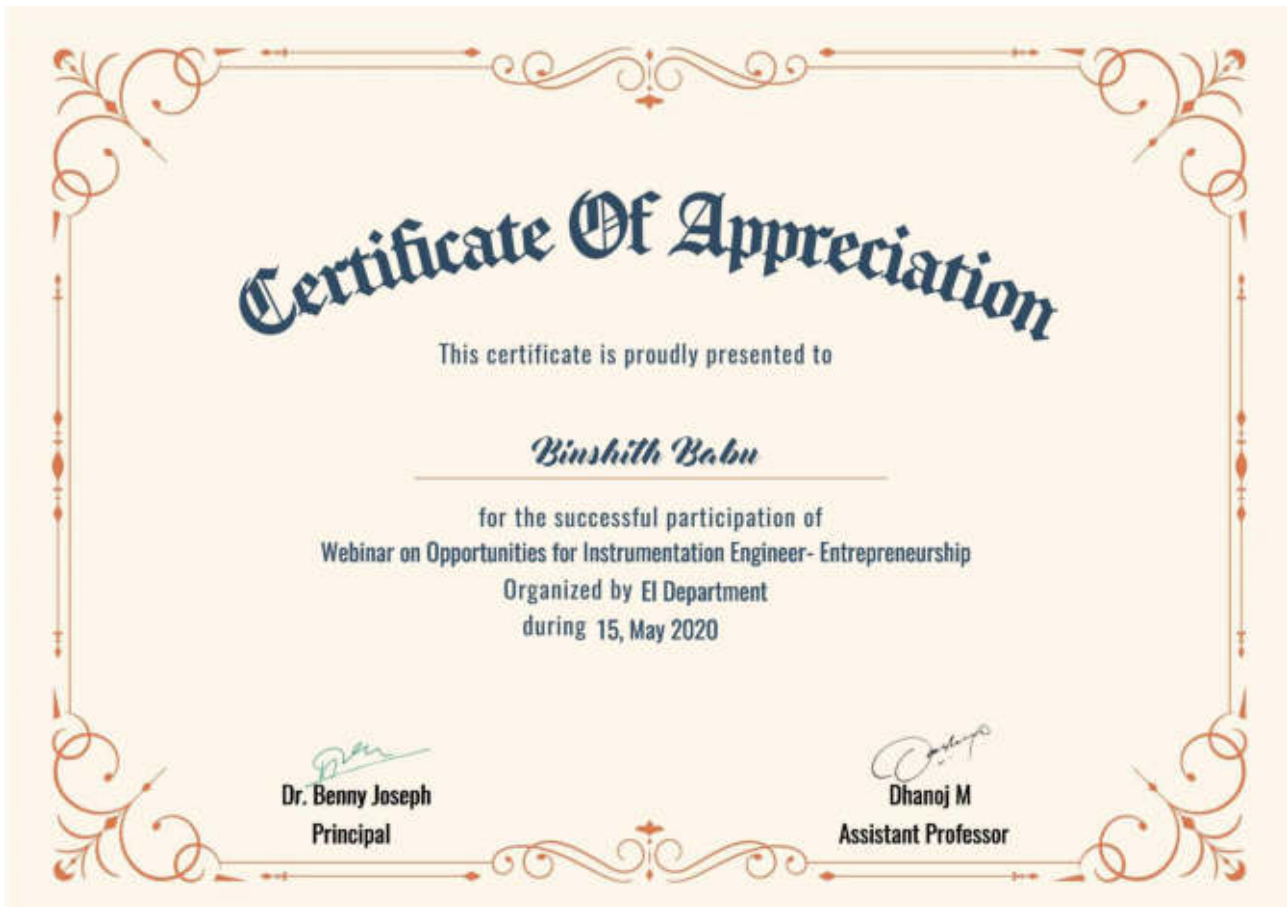 Certificate Of Appreciation
This certificate is proudly presented to
Binshith Babu
for the successful participation of
Webinar on Opportunities for Instrumentation Engineer- Entrepreneurship
Organized by EI Department
during 15, May 2020
Dr. Benny Joseph
Principal
Dhanoj M
Assistant Professor